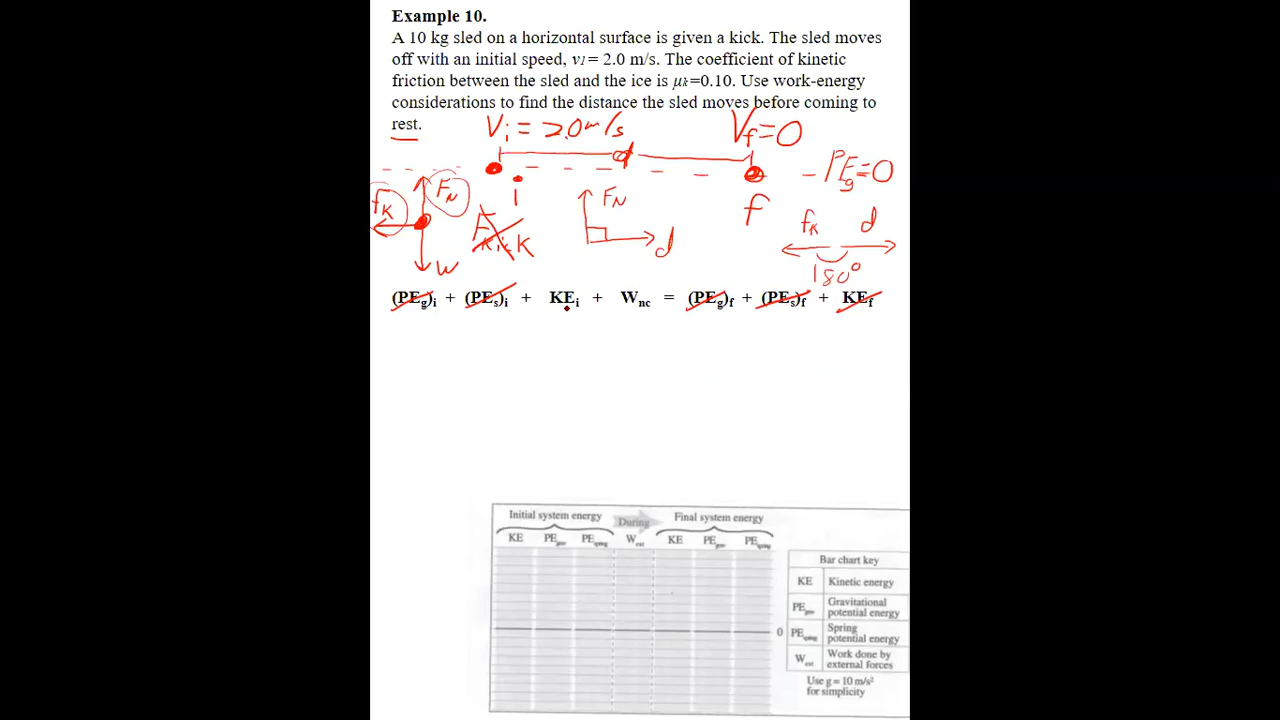 Example 10.
A 10 kg sled on a horizontal surface is given a kick. The sled moves
off with an initial speed, v₁= 2.0 m/s. The coefficient of kinetic
friction between the sled and the ice is μk=0.10. Use work-energy
considerations to find the distance the sled moves before coming to
rest.
Vi = 2.0 m/s
Vf = 0
d
PEg = 0
fK
FN
W
i
Fkick
FN
d
f
fK
d
180°
(PEg)i + (PEs)i + KEi + Wnc = (PEg)f + (PEs)f + KEf
Initial system energy
During
Final system energy
KE
PE
PE
W
KE
PE
PE
0
Bar chart key
KE Kinetic energy
PE Gravitational
potential energy
PE Spring
potential energy
W Work done by
external forces
Use g = 10 m/s²
for simplicity